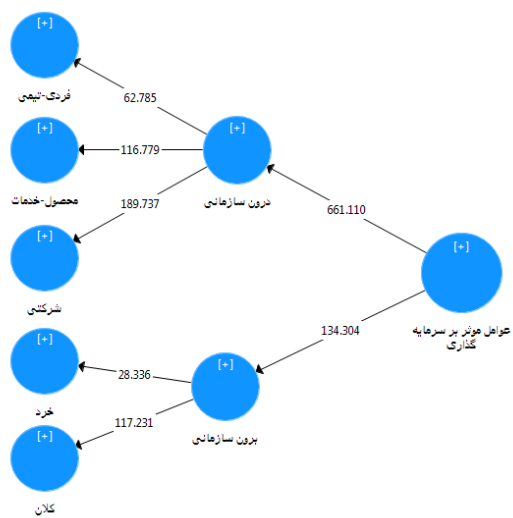 [+]
فردی-تیمی
62.785
[+]
116.779
[+]
محصول-خدمات
درون سازمانی
189.737
661.110
[+]
شرکتی
[+]
عوامل موثر بر سرمایه
گذاری
134.304
[+]
28.336
[+]
خرد
117.231
برون سازمانی
[+]
کلان